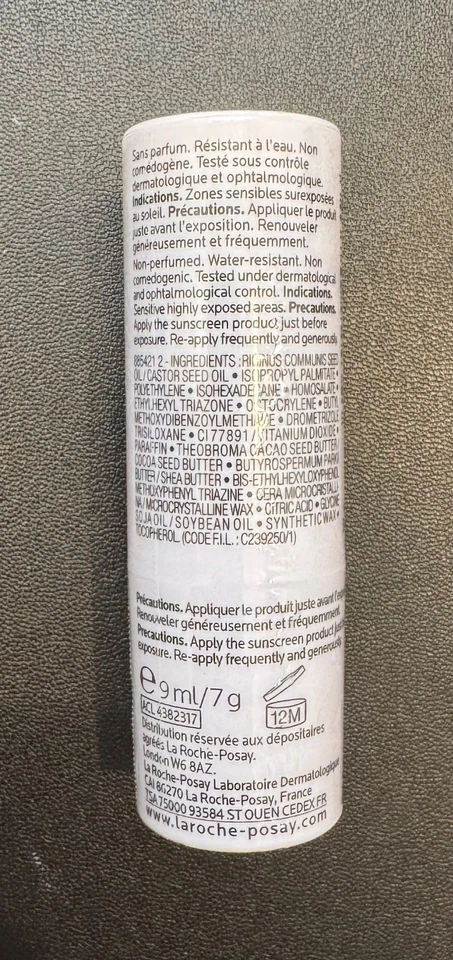 Sans parfum. Résistant à l'eau. Non
comédogène. Testé sous contrôle
dermatologique et ophtalmologique.
Indications. Zones sensibles surexposées
au soleil. Précautions. Appliquer le produit
juste avant l'exposition. Renouveler
généreusement et fréquemment.
Non-perfumed. Water-resistant. Non
comedogenic. Tested under dermatological
and ophtalmological control. Indications.
Sensitive highly exposed areas. Precautions.
Apply the sunscreen product just before
exposure. Re-apply frequently and generously.
885421 2 - INGREDIENTS : RICINUS COMMUNIS SEED
OIL / CASTOR SEED OIL • ISOPROPYL PALMITATE •
POLYETHYLENE • ISOHEXADECANE • HOMOSALATE •
ETHYLHEXYL TRIAZONE • OCTOCRYLENE • BUTYL
METHOXYDIBENZOYLMETHANE • DROMETRIZOLE
TRISILOXANE • CI 77891 / TITANIUM DIOXIDE •
PARAFFIN • THEOBROMA CACAO SEED BUTTER /
COCOA SEED BUTTER • BUTYROSPERMUM PARKII
BUTTER / SHEA BUTTER • BIS-ETHYLHEXYLOXYPHENOL
METHOXYPHENYL TRIAZINE • CERA MICROCRISTALLI
NA / MICROCRYSTALLINE WAX • CITRIC ACID • GLYCINE
SOJA OIL / SOYBEAN OIL • SYNTHETIC WAX •
TOCOPHEROL. (CODE F.I.L. : C239250/1)
Précautions. Appliquer le produit juste avant
Renouveler généreusement et fréquemment.
Precautions. Apply the sunscreen product just
exposure. Re-apply frequently and generously.
e 9 ml/7 g
12M
ACL 4382317
Distribution réservée aux dépositaires
agréés La Roche-Posay.
London W6 8AZ.
La Roche-Posay Laboratoire Dermatologique
CAI 86270 La Roche-Posay, France
TSA 75000 93584 ST OUEN CEDEX FR
www.laroche-posay.com